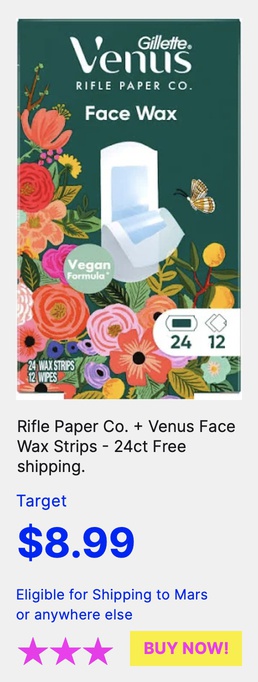 Gillette®
Venus
RIFLE PAPER CO.
Face Wax
Vegan
Formula*
24 12
24 WAX STRIPS
12 WIPES
Rifle Paper Co. + Venus Face
Wax Strips - 24ct Free
shipping.
Target
$8.99
Eligible for Shipping to Mars
or anywhere else
BUY NOW!